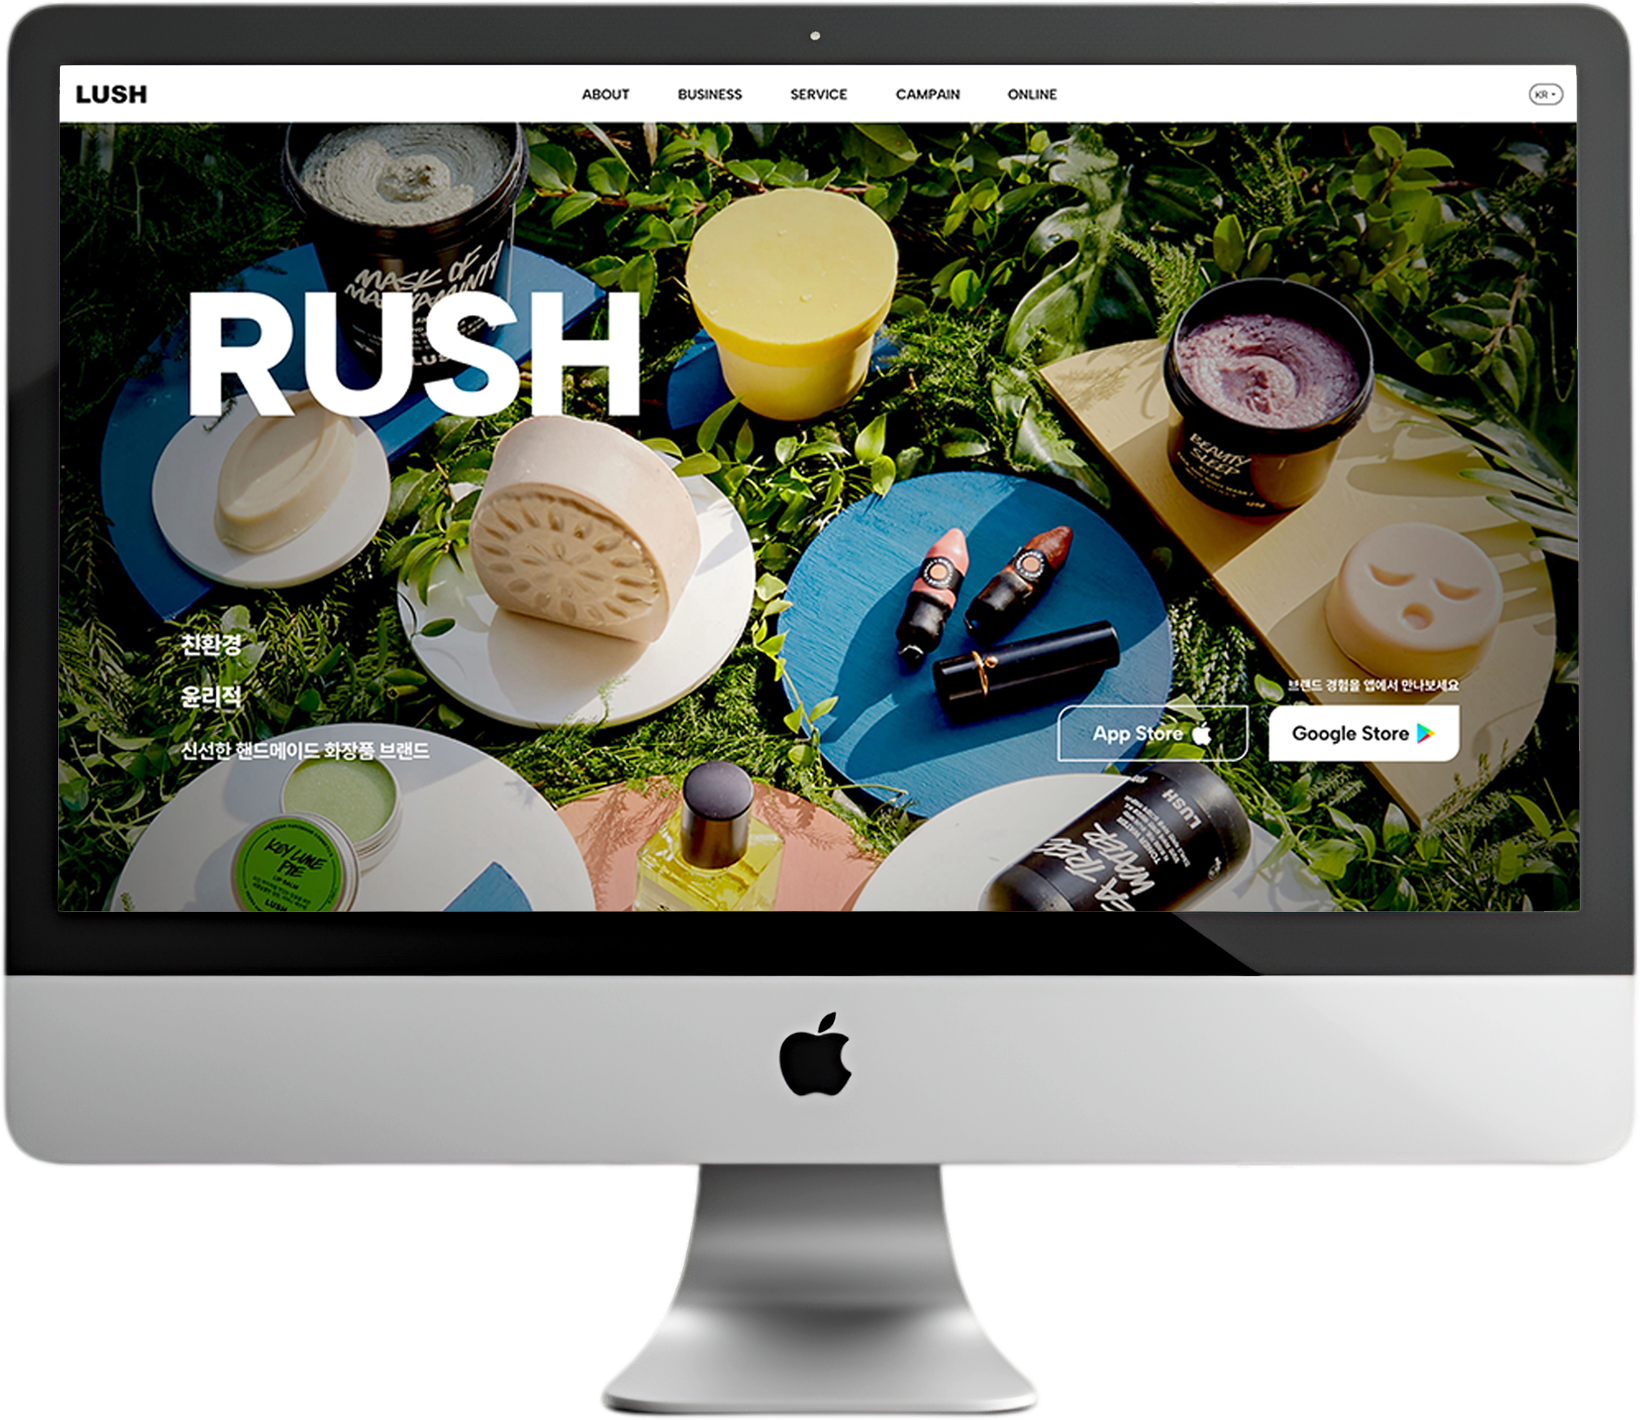 LUSH
ABOUT BUSINESS SERVICE CAMPAIN ONLINE
KR
MASK OF
RUSH
BEAUTY
SLEEP
친환경
윤리적
신선한 핸드메이드 화장품 브랜드
브랜드 경험을 앱에서 만나보세요
App Store
Google Store
LUSH
WATER
KEY LIME
PIE
LIP BALM
LUSH